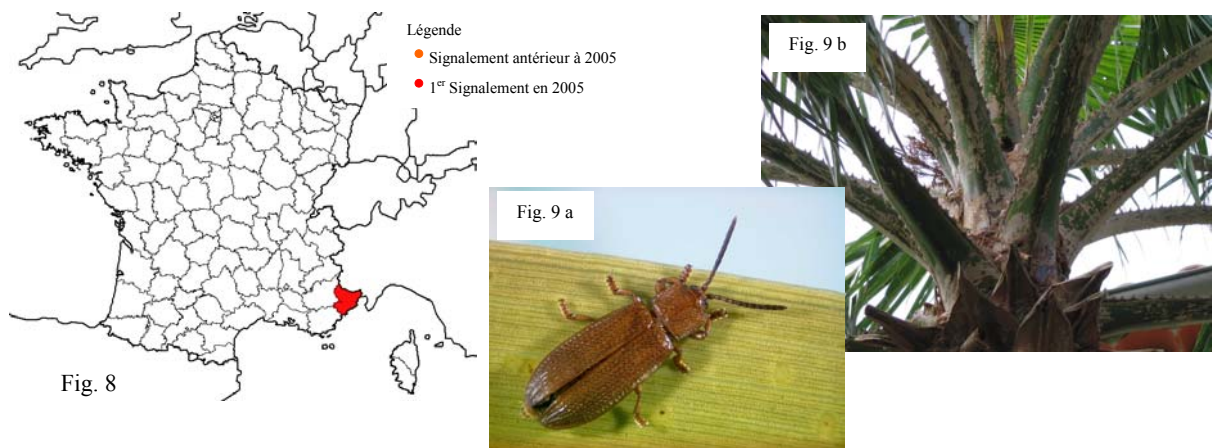 Légende
Signalement antérieur à 2005
1er Signalement en 2005
Fig. 8
Fig. 9 a
Fig. 9 b